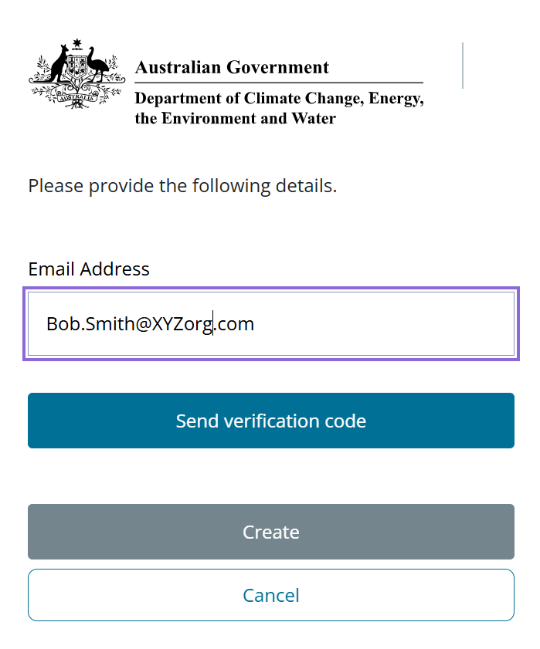 Australian Government
Department of Climate Change, Energy,
the Environment and Water
Please provide the following details.
Email Address
Bob.Smith@XYZorg.com
Send verification code
Create
Cancel